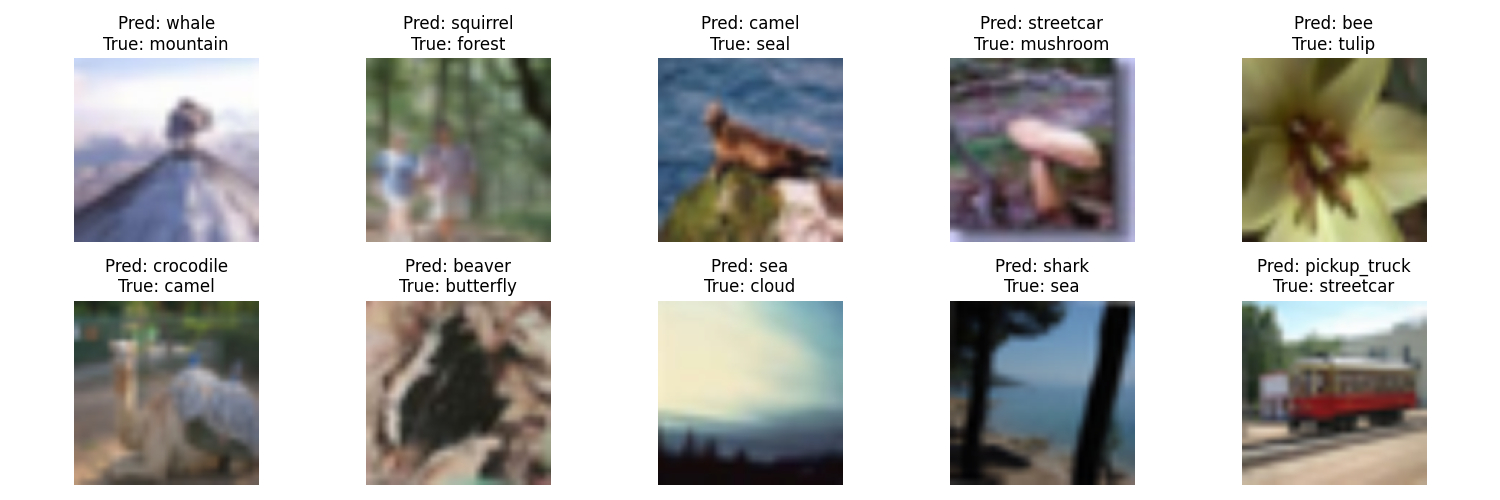 Pred: whale
True: mountain
Pred: squirrel
True: forest
Pred: camel
True: seal
Pred: streetcar
True: mushroom
Pred: bee
True: tulip
Pred: crocodile
True: camel
Pred: beaver
True: butterfly
Pred: sea
True: cloud
Pred: shark
True: sea
Pred: pickup_truck
True: streetcar